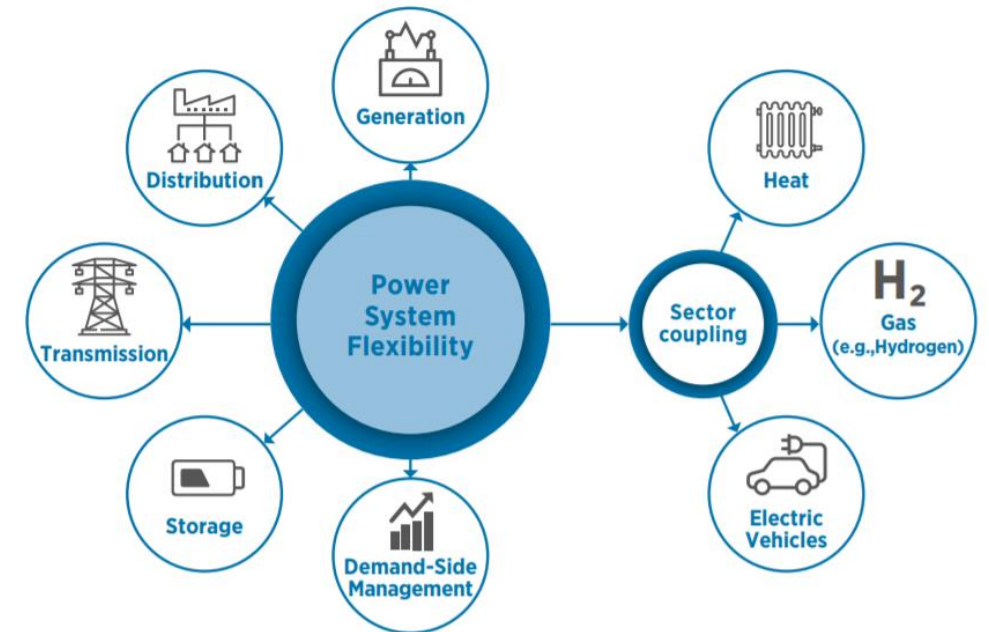 Generation
Distribution
Heat
Power
System
Flexibility
Sector
coupling
H₂
Gas
(e.g.,Hydrogen)
Transmission
Storage
Electric
Vehicles
Demand-Side
Management